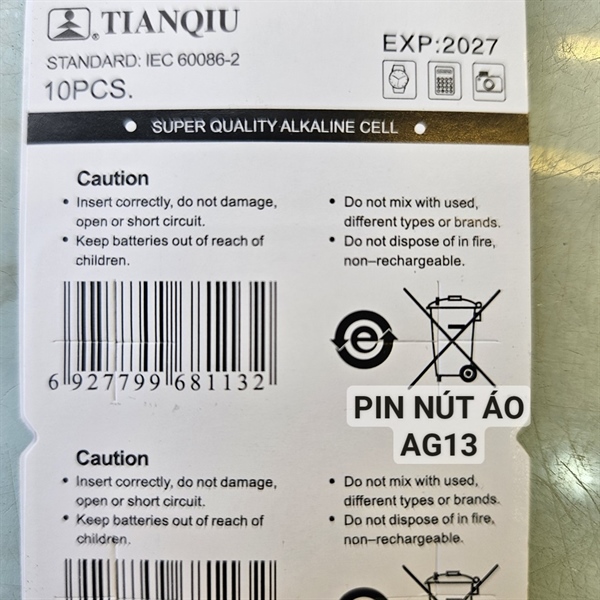 TIANQIU
STANDARD: IEC 60086-2
10PCS.
EXP:2027
SUPER QUALITY ALKALINE CELL
Caution
• Insert correctly, do not damage,
open or short circuit.
• Keep batteries out of reach of
children.
• Do not mix with used,
different types or brands.
• Do not dispose of in fire,
non–rechargeable.
e
6 927799 681132
PIN NÚT ÁO
AG13
Caution
• Insert correctly, do not damage,
open or short circuit.
• Keep batteries out of reach of
children.
• Do not mix with used,
different types or brands.
• Do not dispose of in fire,
non–rechargeable.